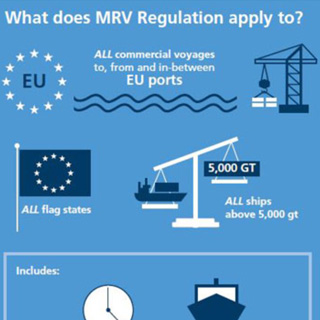 What does MRV Regulation apply to?
ALL commercial voyages
to, from and in-between
EU ports
EU
5,000 GT
ALL flag states
ALL ships
above 5,000 gt
Includes: